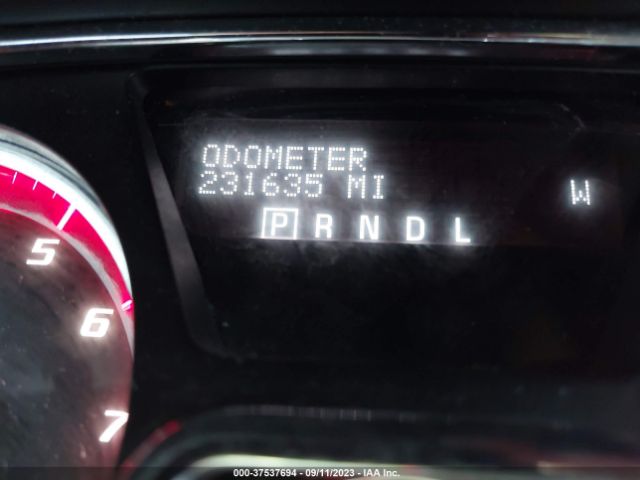 ODOMETER
231635 MI
W
P R N D L
5
6
7
000-37537694 - 09/11/2023 - IAA Inc.